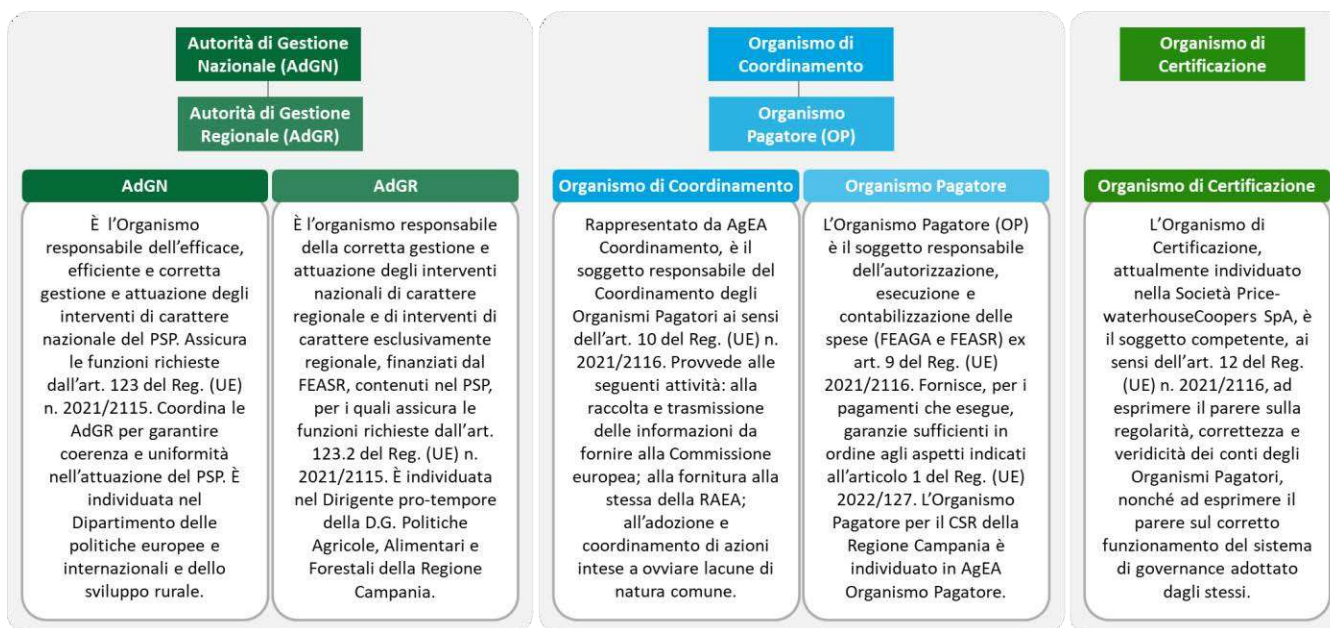 Autorità di Gestione
Nazionale (AdGN)
Autorità di Gestione
Regionale (AdGR)
Organismo di
Coordinamento
Organismo
Pagatore (OP)
Organismo di
Certificazione
AdGN
È l’Organismo
responsabile dell’efficace,
efficiente e corretta
gestione e attuazione degli
interventi di carattere
nazionale del PSP. Assicura
le funzioni richieste
dall’art. 123 del Reg. (UE)
n. 2021/2115. Coordina le
AdGR per garantire
coerenza e uniformità
nell’attuazione del PSP. È
individuata nel
Dipartimento delle
politiche europee e
internazionali e dello
sviluppo rurale.
AdGR
È l’organismo responsabile
della corretta gestione e
attuazione degli interventi
nazionali di carattere
regionale e di interventi di
carattere esclusivamente
regionale, finanziati dal
FEASR, contenuti nel PSP,
per i quali assicura le
funzioni richieste dall’art.
123.2 del Reg. (UE) n.
2021/2115. È individuata
nel Dirigente pro-tempore
della D.G. Politiche
Agricole, Alimentari e
Forestali della Regione
Campania.
Organismo di Coordinamento
Rappresentato da AgEA
Coordinamento, è il
soggetto responsabile del
Coordinamento degli
Organismi Pagatori ai sensi
dell’art. 10 del Reg. (UE) n.
2021/2116. Provvede alle
seguenti attività: alla
raccolta e trasmissione
delle informazioni da
fornire alla Commissione
europea; alla fornitura alla
stessa della RAEA;
all’adozione e
coordinamento di azioni
intese a ovviare lacune di
natura comune.
Organismo Pagatore
L’Organismo Pagatore (OP)
è il soggetto responsabile
dell’autorizzazione,
esecuzione e
contabilizzazione delle
spese (FEAGA e FEASR) ex
art. 9 del Reg. (UE)
2021/2116. Fornisce, per i
pagamenti che esegue,
garanzie sufficienti in
ordine agli aspetti indicati
all’articolo 1 del Reg. (UE)
2022/127. L’Organismo
Pagatore per il CSR della
Regione Campania è
individuato in AgEA
Organismo Pagatore.
Organismo di Certificazione
L’Organismo di
Certificazione,
attualmente individuato
nella Società Price-
waterhouseCoopers SpA, è
il soggetto competente, ai
sensi dell’art. 12 del Reg.
(UE) n. 2021/2116, ad
esprimere il parere sulla
regolarità, correttezza e
veridicità dei conti degli
Organismi Pagatori,
nonché ad esprimere il
parere sul corretto
funzionamento del sistema
di governance adottato
dagli stessi.